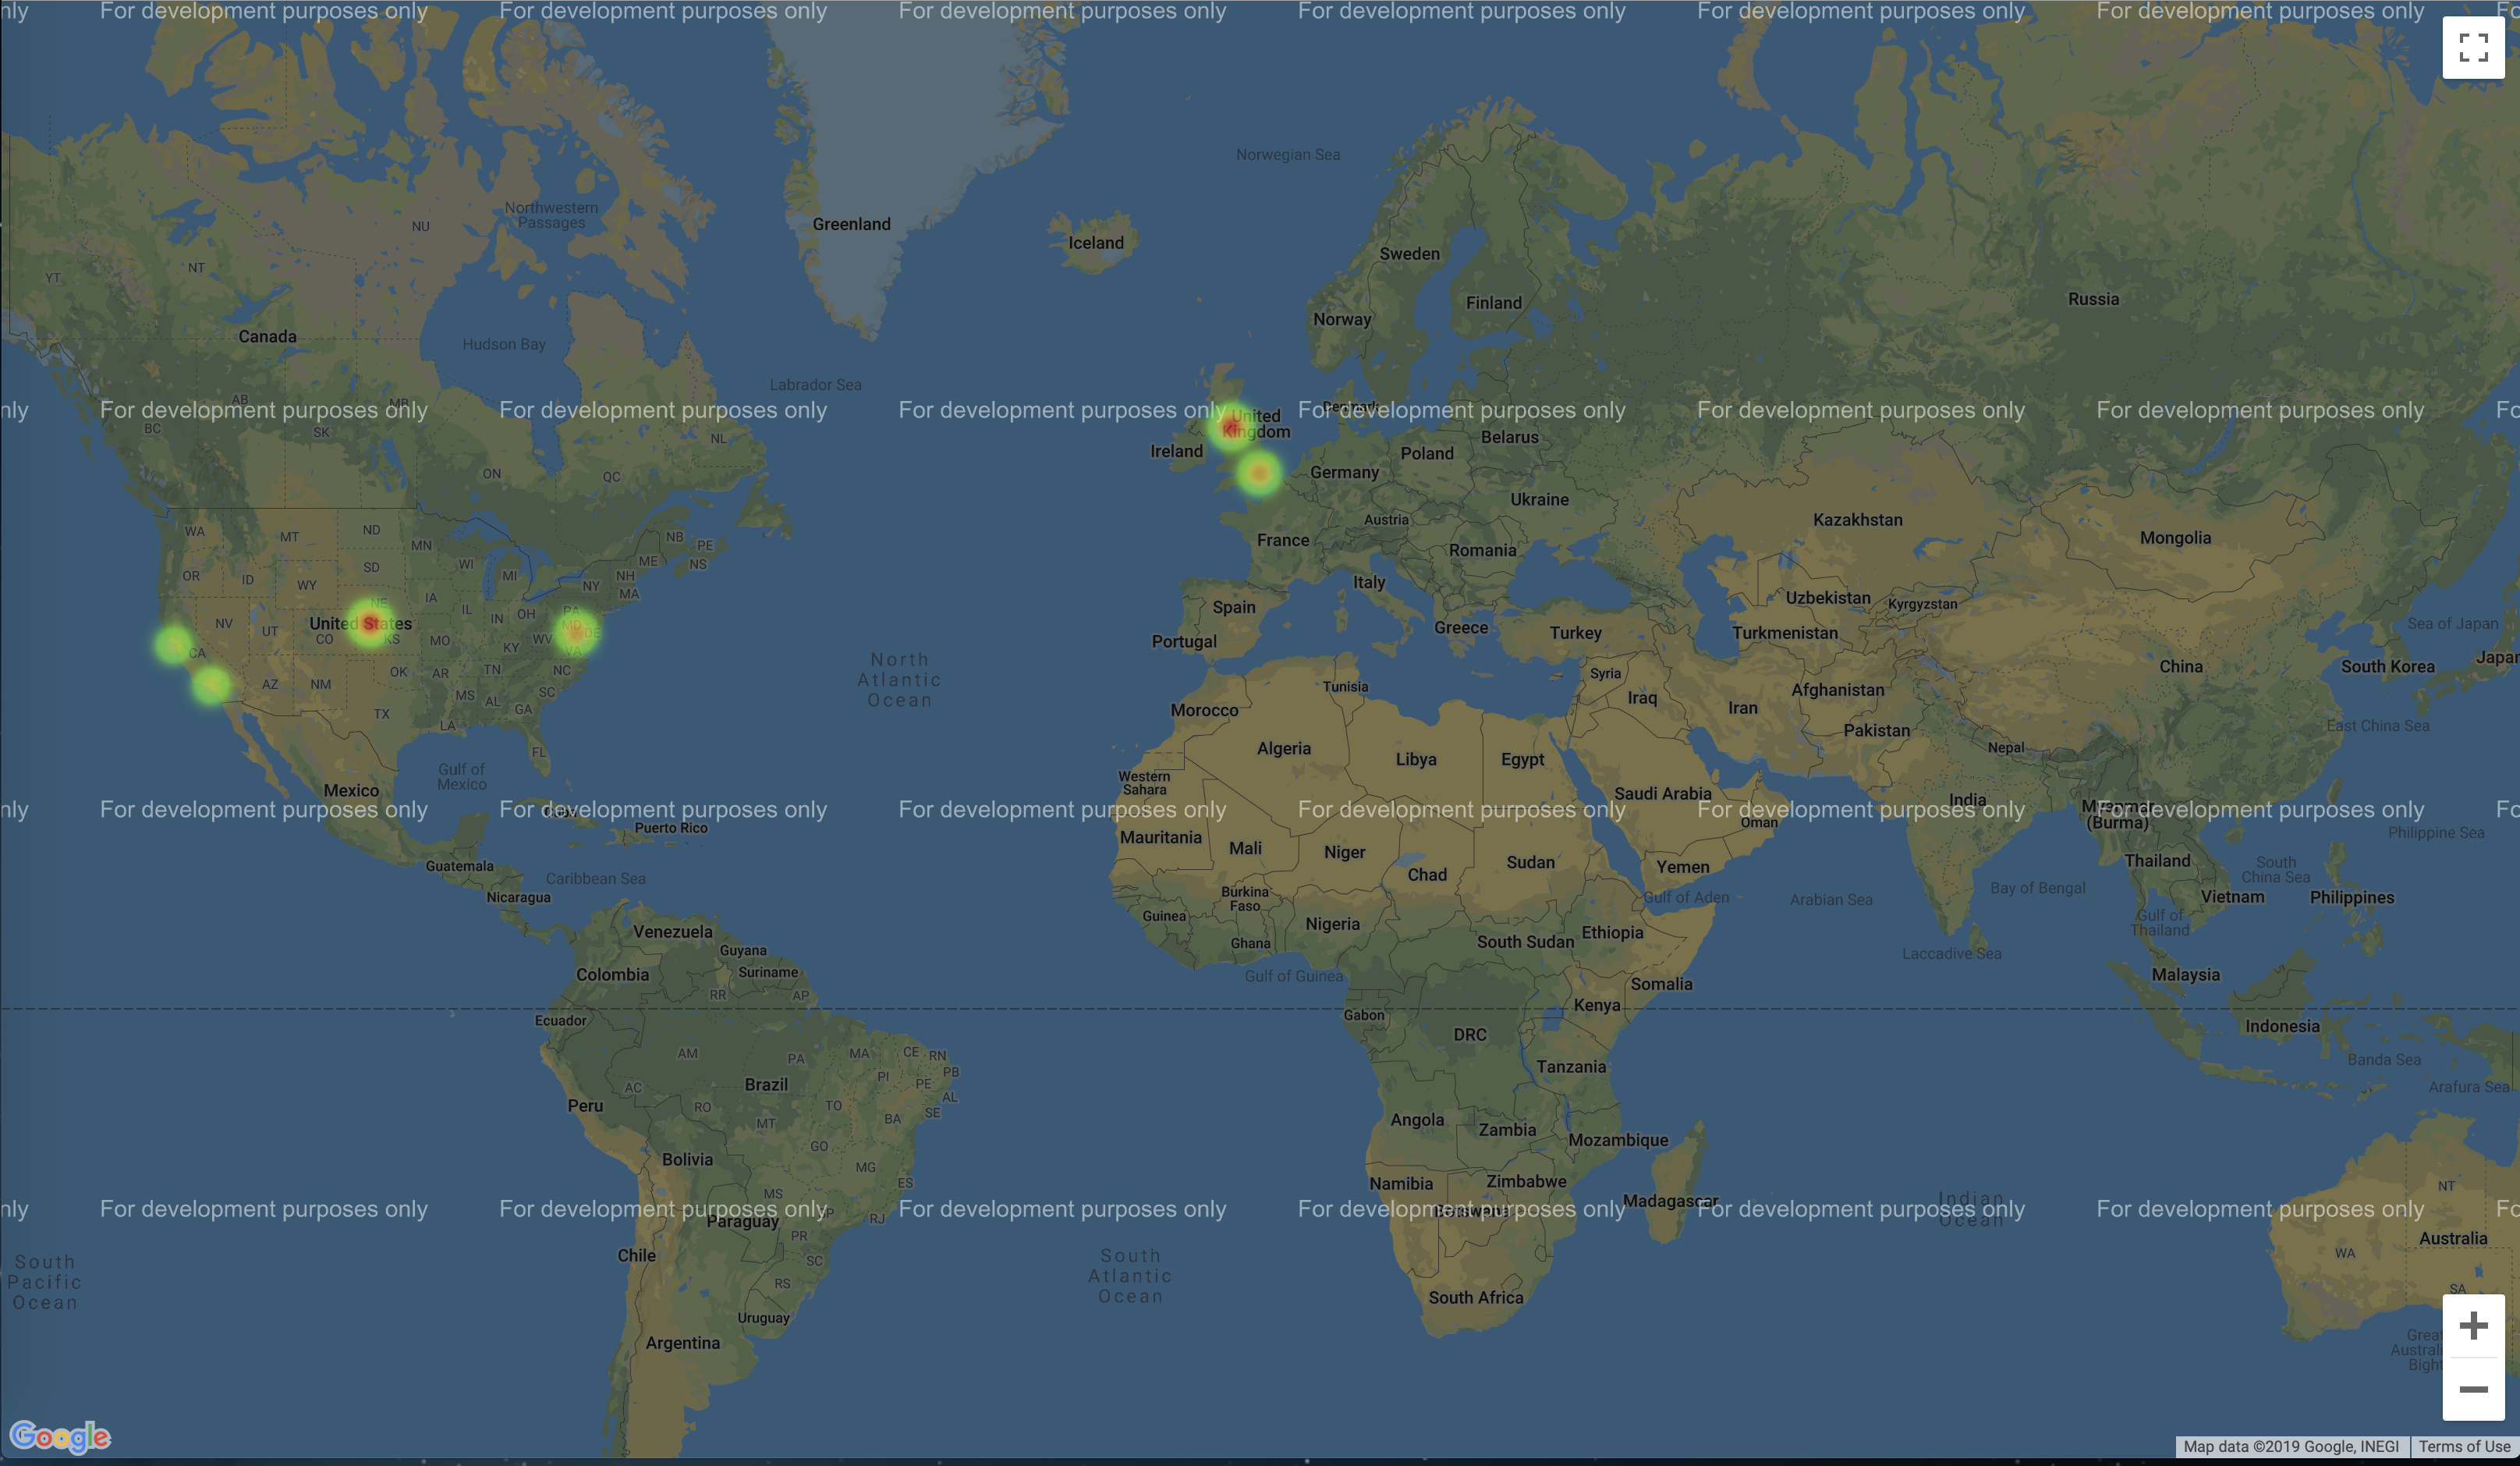 nly For development purposes only For development purposes only For development purposes only For development purposes only For development purposes only For development purposes only Fo
Norwegian Sea
Northwestern
Passages
NU
Greenland
Iceland
Sweden
NT
YT
Finland
Russia
Norway
Canada
Hudson Bay
Labrador Sea
AB
MB
Denmark
nly For development purposes only For development purposes only For development purposes only For development purposes only For development purposes only For development purposes only Fo
United
Kingdom
BC
SK
NL
Belarus
Ireland
Poland
ON
QC
Germany
Ukraine
Austria
Kazakhstan
WA
MT
ND
NB
PE
MN
France
Romania
Mongolia
ME
NS
WI
SD
OR
ID
WY
MI
NY
NH
MA
Italy
IA
NE
IL
IN
OH
PA
Spain
Uzbekistan
Kyrgyzstan
United States
NV
UT
CO
KS
MO
WV
MD
DE
Greece
Turkey
Turkmenistan
Sea of Japan
CA
KY
VA
Portugal
North
Atlantic
Ocean
China
South Korea
Japan
AZ
NM
OK
AR
TN
NC
Syria
Tunisia
Iraq
Afghanistan
MS
AL
SC
GA
TX
LA
Morocco
Iran
Pakistan
East China Sea
FL
Algeria
Libya
Egypt
Nepal
Gulf of
Mexico
Mexico
Western
Sahara
Saudi Arabia
India
Myanmar
(Burma)
nly For development purposes only For development purposes only For development purposes only For development purposes only For development purposes only For development purposes only Fo
Cuba
Puerto Rico
Oman
Philippine Sea
Mauritania
Mali
Niger
Chad
Sudan
Yemen
Thailand
South
China Sea
Guatemala
Caribbean Sea
Nicaragua
Burkina
Faso
Gulf of Aden
Arabian Sea
Bay of Bengal
Vietnam
Philippines
Guinea
Nigeria
Ghana
Ethiopia
South Sudan
Gulf of
Thailand
Laccadive Sea
Venezuela
Guyana
Colombia
Suriname
Gulf of Guinea
Somalia
Malaysia
RR
AP
Kenya
Gabon
Ecuador
DRC
Indonesia
AM
PA
MA
CE
RN
PB
Banda Sea
Tanzania
AC
Brazil
PI
PE
AL
Arafura Sea
Peru
RO
TO
BA
SE
MT
Angola
Zambia
Mozambique
GO
Bolivia
MG
ES
MS
Namibia
Zimbabwe
Madagascar
Indian
Ocean
NT
nly For development purposes only For development purposes only For development purposes only For development purposes only For development purposes only For development purposes only Fo
Botswana
Paraguay
SP
RJ
PR
SC
RS
Chile
South
Pacific
Ocean
South
Atlantic
Ocean
Australia
WA
SA
South Africa
Uruguay
Argentina
Great
Australi
Bight
Google
Map data ©2019 Google, INEGI
Terms of Use